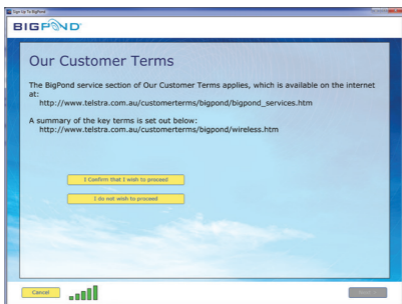 Sign Up To BigPond
BIGPOND
Our Customer Terms
The BigPond service section of Our Customer Terms applies, which is available on the internet
at:
http://www.telstra.com.au/customerterms/bigpond/bigpond_services.htm
A summary of the key terms is set out below:
http://www.telstra.com.au/customerterms/bigpond/wireless.htm
I Confirm that I wish to proceed
I do not wish to proceed
Cancel
Next >